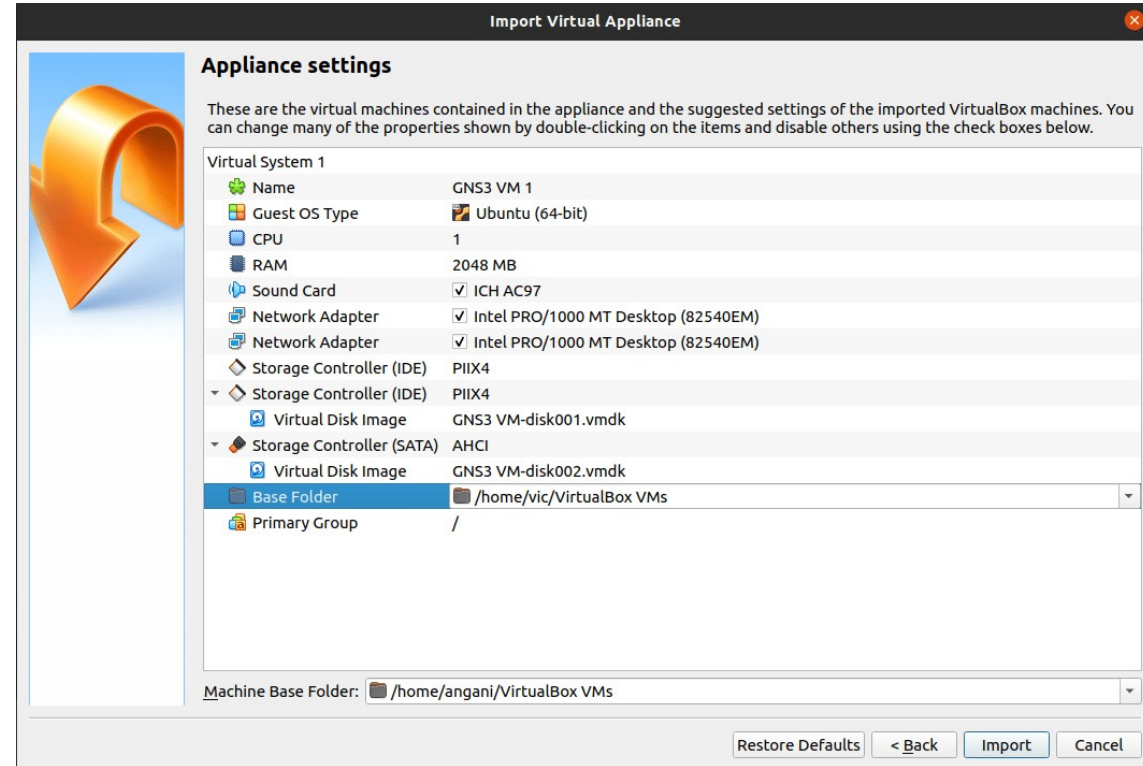 Import Virtual Appliance
Appliance settings
These are the virtual machines contained in the appliance and the suggested settings of the imported VirtualBox machines. You
can change many of the properties shown by double-clicking on the items and disable others using the check boxes below.
Virtual System 1
Name GNS3 VM 1
Guest OS Type Ubuntu (64-bit)
CPU 1
RAM 2048 MB
Sound Card ICH AC97
Network Adapter Intel PRO/1000 MT Desktop (82540EM)
Network Adapter Intel PRO/1000 MT Desktop (82540EM)
Storage Controller (IDE) PIIX4
Storage Controller (IDE) PIIX4
Virtual Disk Image GNS3 VM-disk001.vmdk
Storage Controller (SATA) AHCI
Virtual Disk Image GNS3 VM-disk002.vmdk
Base Folder /home/vic/VirtualBox VMs
Primary Group /
Machine Base Folder: /home/angani/VirtualBox VMs
Restore Defaults < Back Import Cancel